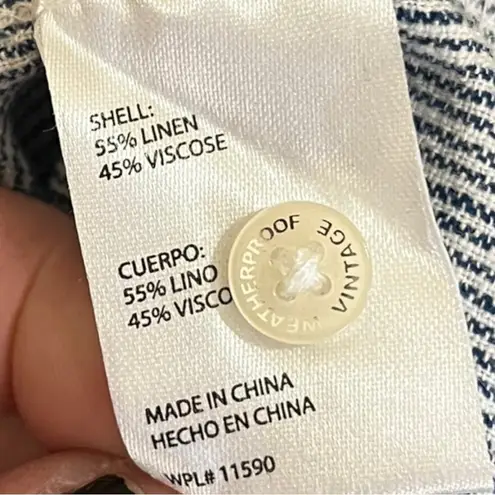 SHELL:
55% LINEN
45% VISCOSE
CUERPO:
55% LINO
45% VISCO
WEATHERPROOF VINTAGE
MADE IN CHINA
HECHO EN CHINA
WPL# 11590